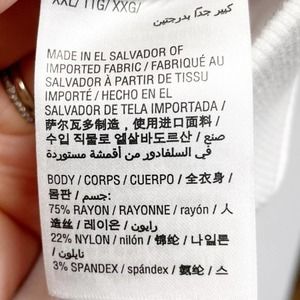 XXL/ 11G/ XXG/
كبير جداً بدرجتين
MADE IN EL SALVADOR OF
IMPORTED FABRIC / FABRIQUÉ AU
SALVADOR À PARTIR DE TISSU
IMPORTÉ / HECHO EN EL
SALVADOR DE TELA IMPORTADA /
萨尔瓦多制造，使用进口面料 /
수입 직물로 엘살바도르산 / صنع
في السلفادور من أقمشة مستوردة
BODY / CORPS / CUERPO / 全衣身 /
몸판 / جسم:
75% RAYON / RAYONNE / rayón / 人
造丝 / 레이온 / رايون /
22% NYLON / nilón / 锦纶 / 나일론
/ نايلون
3% SPANDEX / spándex / 氨纶 / 스